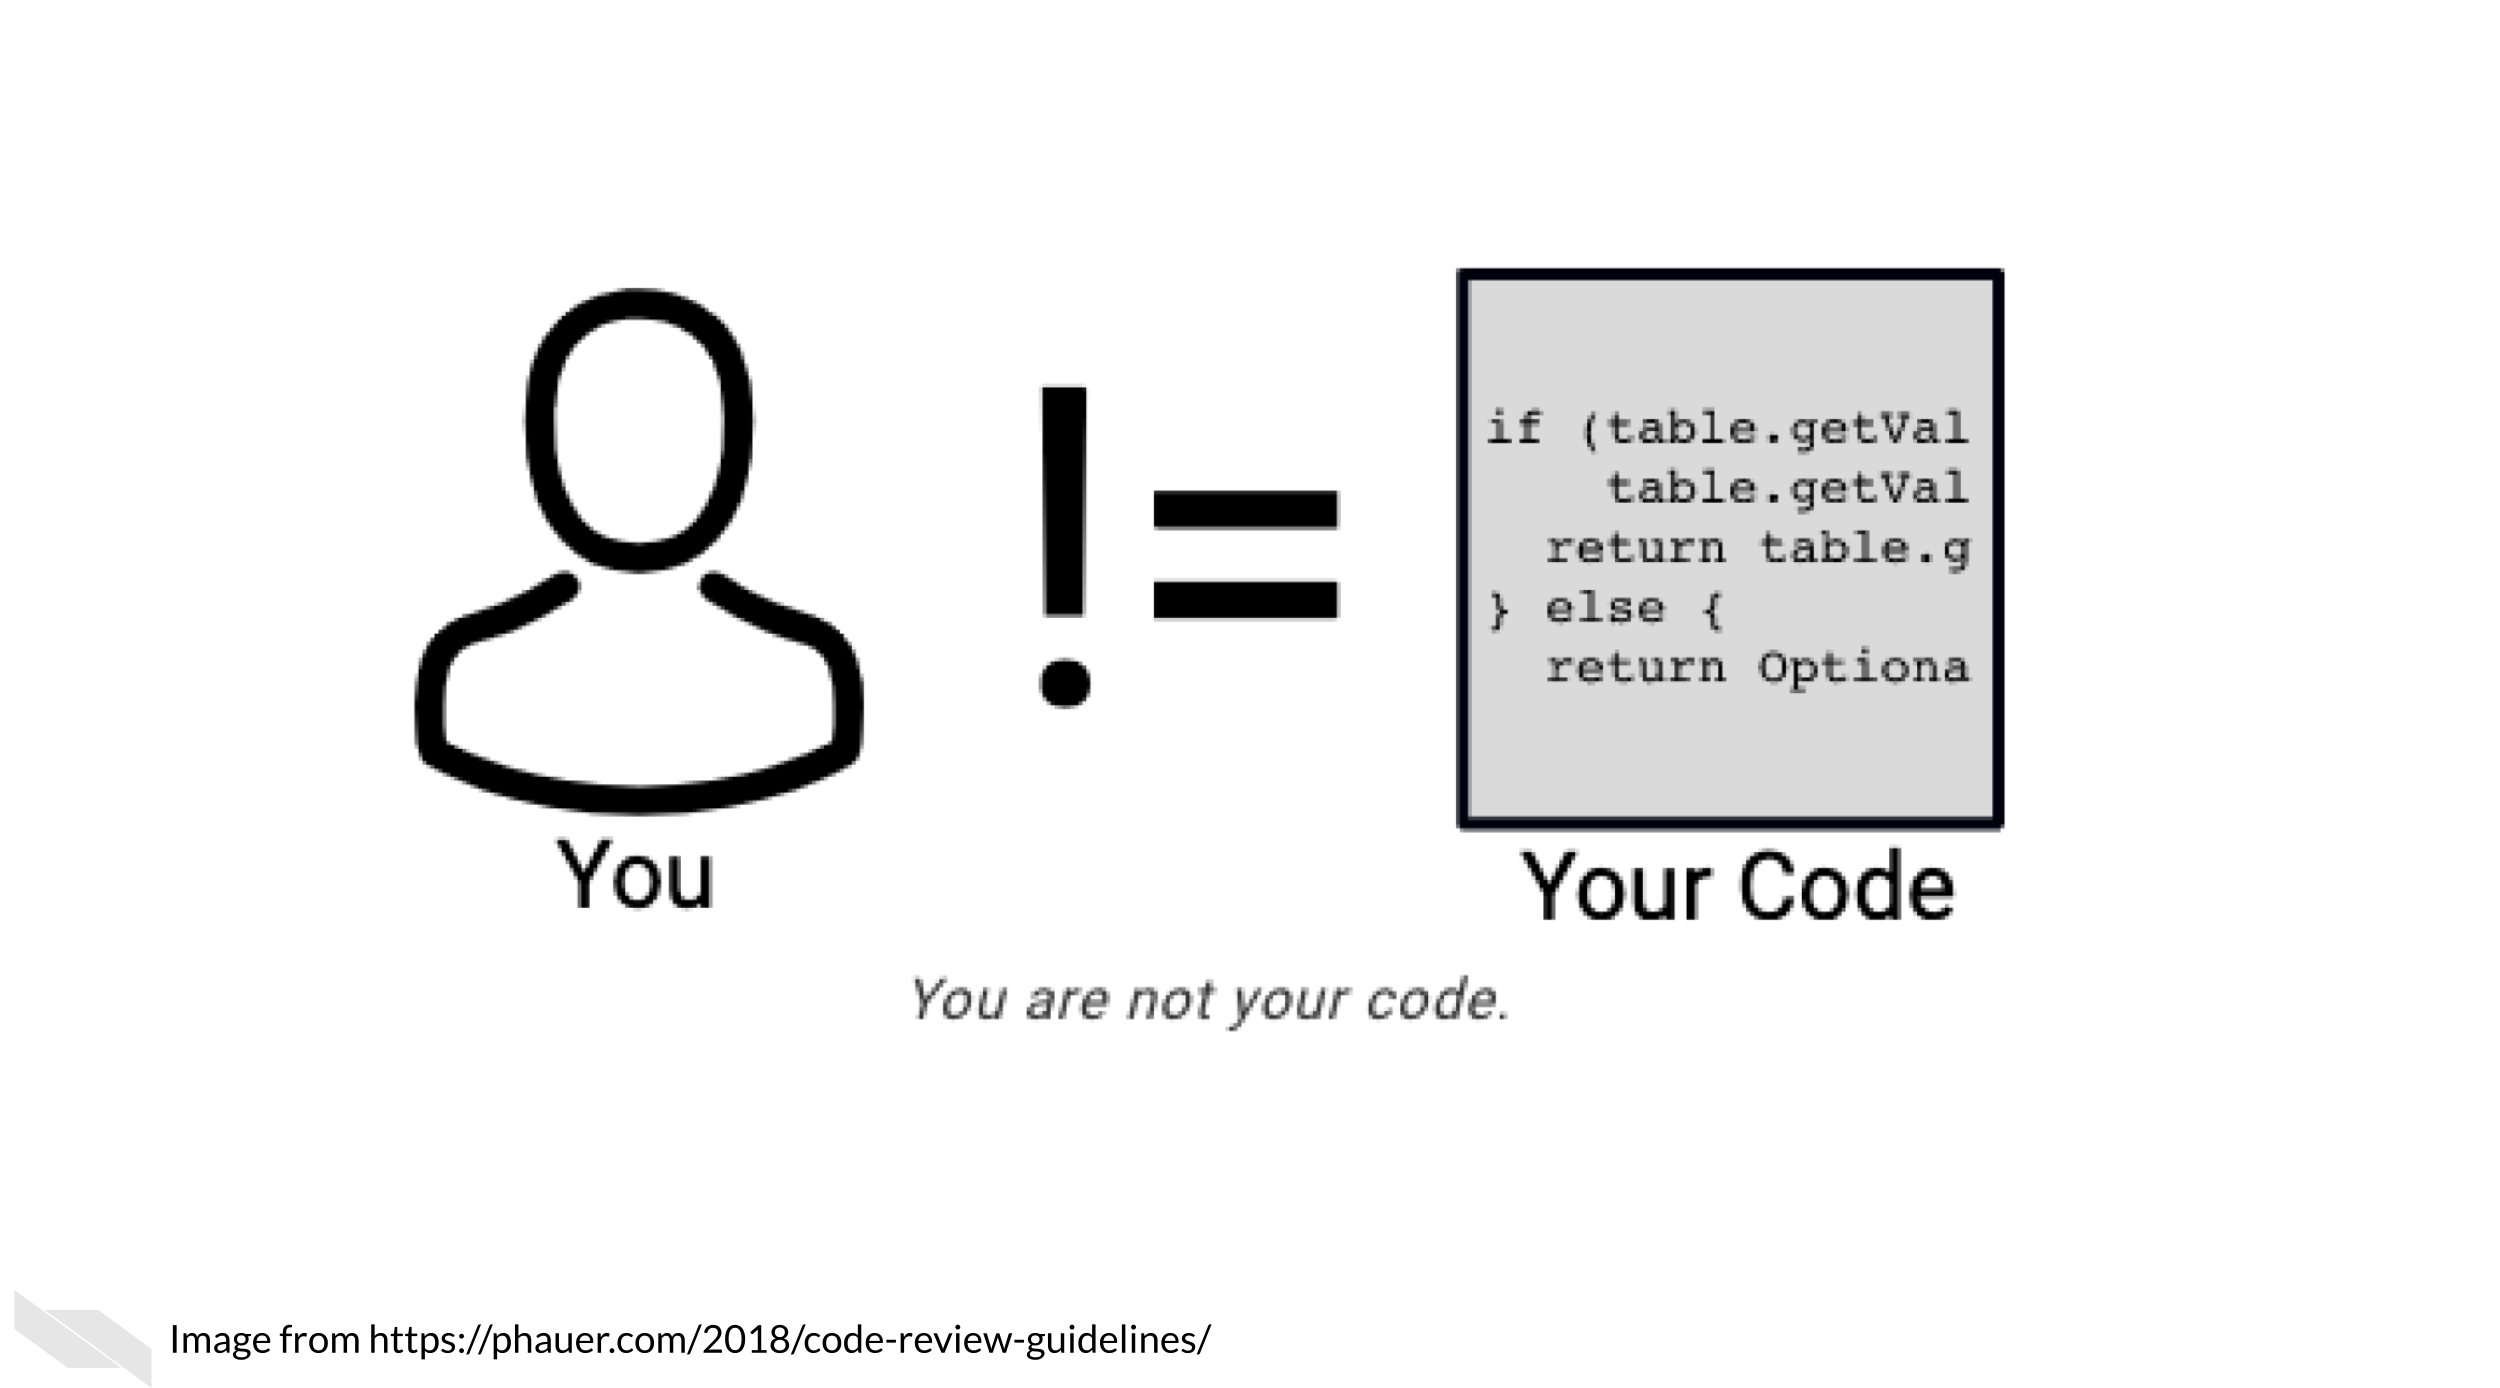 !=
if (table.getVal
table.getVal
return table.g
} else {
return Optiona
You
Your Code
You are not your code.
Image from https://phauer.com/2018/code-review-guidelines/